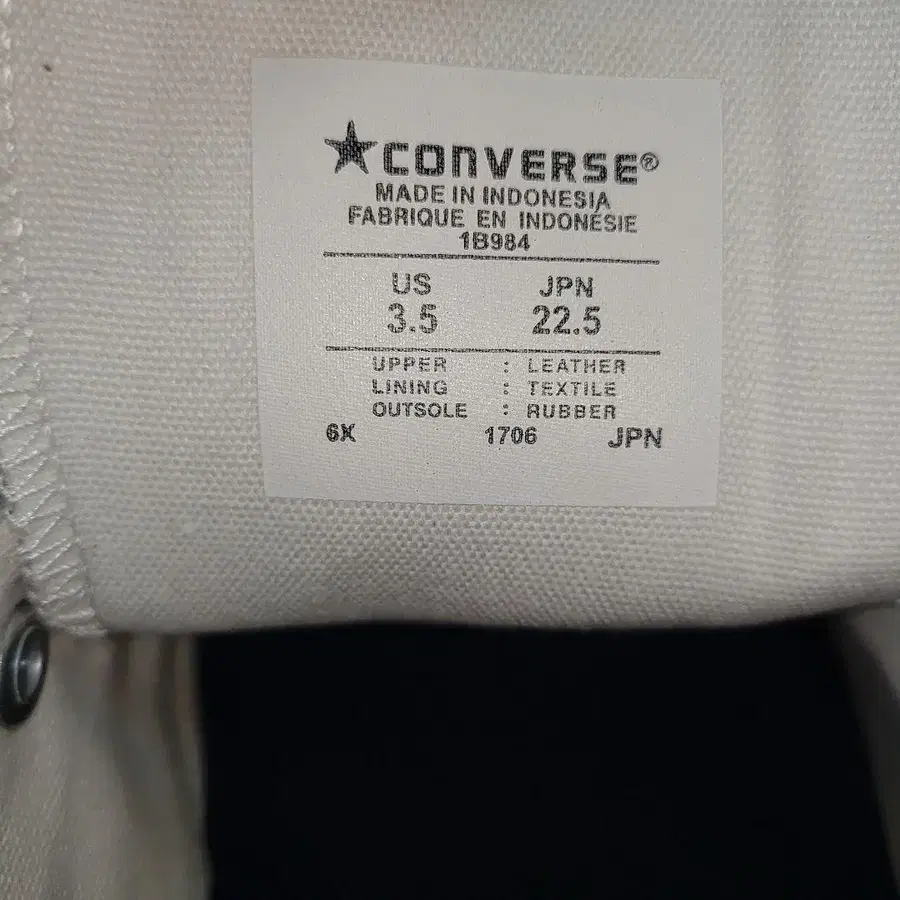 ★CONVERSE®
MADE IN INDONESIA
FABRIQUE EN INDONÉSIE
1B984
US JPN
3.5 22.5
UPPER : LEATHER
LINING : TEXTILE
OUTSOLE : RUBBER
6X 1706 JPN